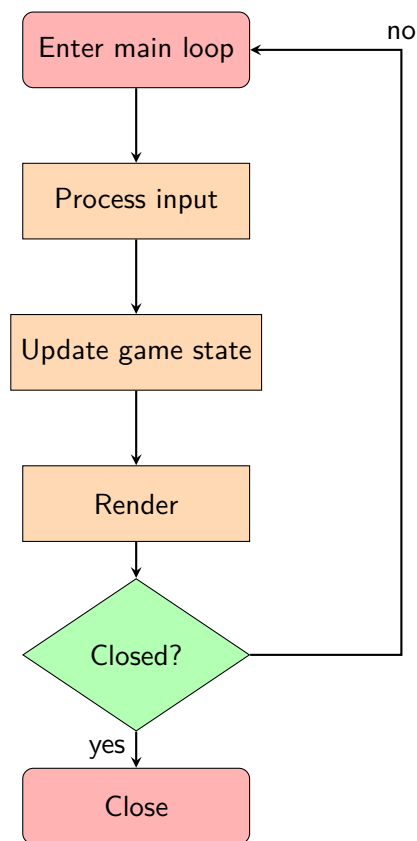 Enter main loop
no
Process input
Update game state
Render
Closed?
yes
Close